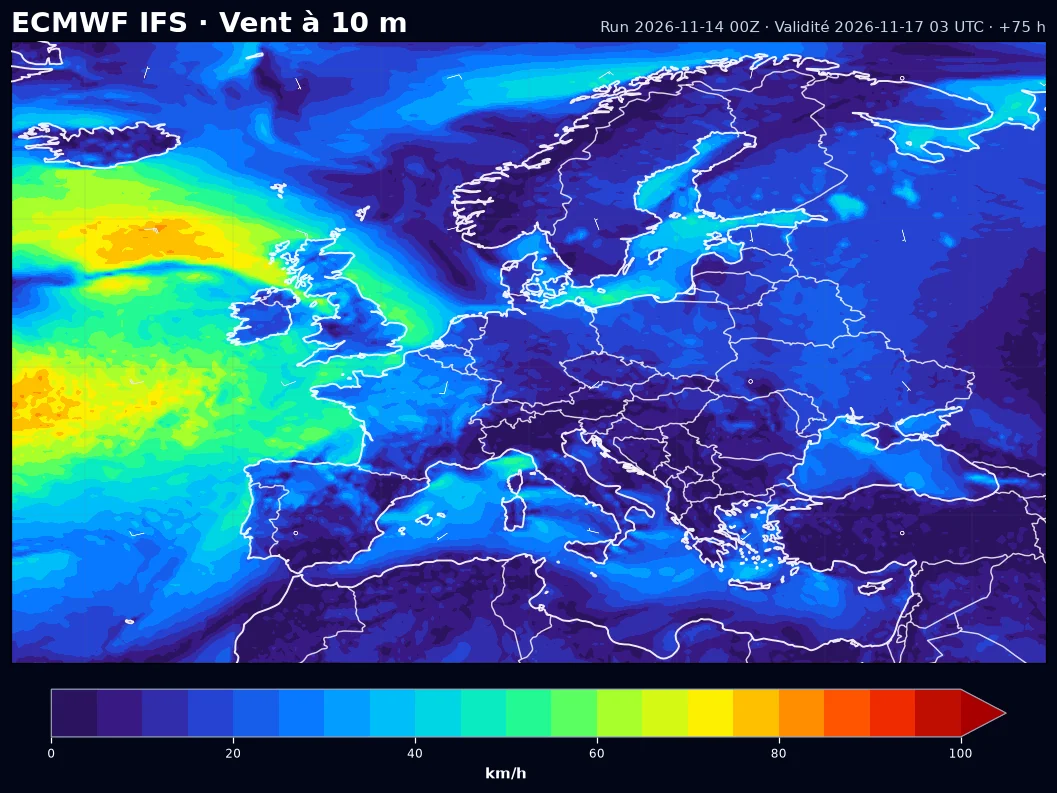 ECMWF IFS · Vent à 10 m
Run 2026-11-14 00Z · Validité 2026-11-17 03 UTC · +75 h
0 20 40 60 80 100
km/h